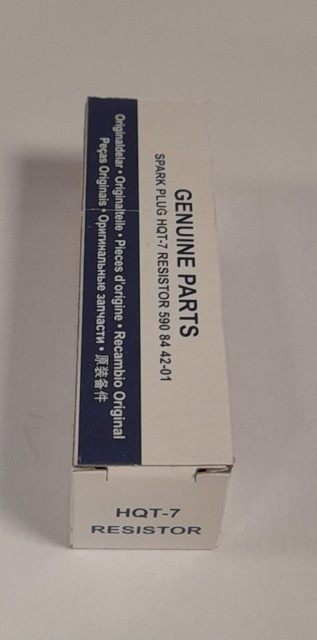 GENUINE PARTS
SPARK PLUG HQT-7 RESISTOR 590 84 42-01
Originaldelar • Originalteile • Pieces d'origine • Recambio Original
Peças Originais • Оригинальные запчасти • 原装备件
HQT-7
RESISTOR